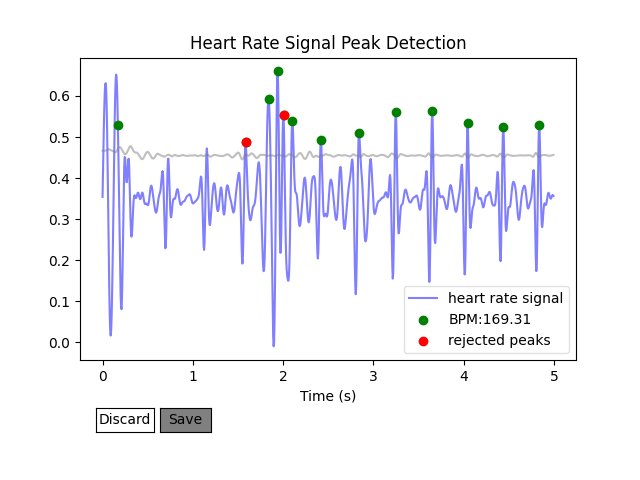 Heart Rate Signal Peak Detection
0.6
0.5
0.4
0.3
0.2
0.1
0.0
heart rate signal
BPM:169.31
rejected peaks
0 1 2 3 4 5
Time (s)
Discard Save